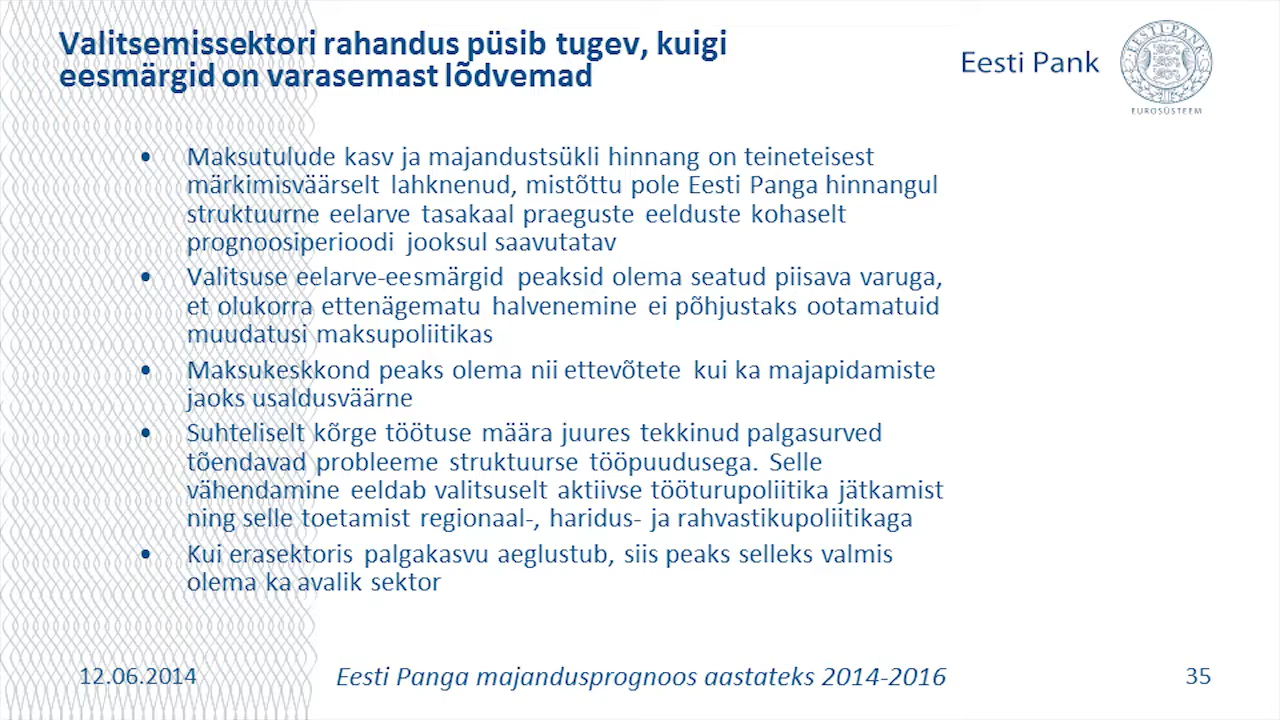 Valitsemissektori rahandus püsib tugev, kuigi
eesmärgid on varasemast lõdvemad
Eesti Pank
EESTI·PANK
EUROSÜSTEEM
• Maksutulude kasv ja majandustsükli hinnang on teineteisest
märkimisväärselt lahknenud, mistõttu pole Eesti Panga hinnangul
struktuurne eelarve tasakaal praeguste eelduste kohaselt
prognoosiperioodi jooksul saavutatav
• Valitsuse eelarve-eesmärgid peaksid olema seatud piisava varuga,
et olukorra ettenägematu halvenemine ei põhjustaks ootamatuid
muudatusi maksupoliitikas
• Maksukeskkond peaks olema nii ettevõtete kui ka majapidamiste
jaoks usaldusväärne
• Suhteliselt kõrge töötuse määra juures tekkinud palgasurved
tõendavad probleeme struktuurse tööpuudusega. Selle
vähendamine eeldab valitsuselt aktiivse tööturupoliitika jätkamist
ning selle toetamist regionaal-, haridus- ja rahvastikupoliitikaga
• Kui erasektoris palgakasvu aeglustub, siis peaks selleks valmis
olema ka avalik sektor
12.06.2014
Eesti Panga majandusprognoos aastateks 2014-2016
35